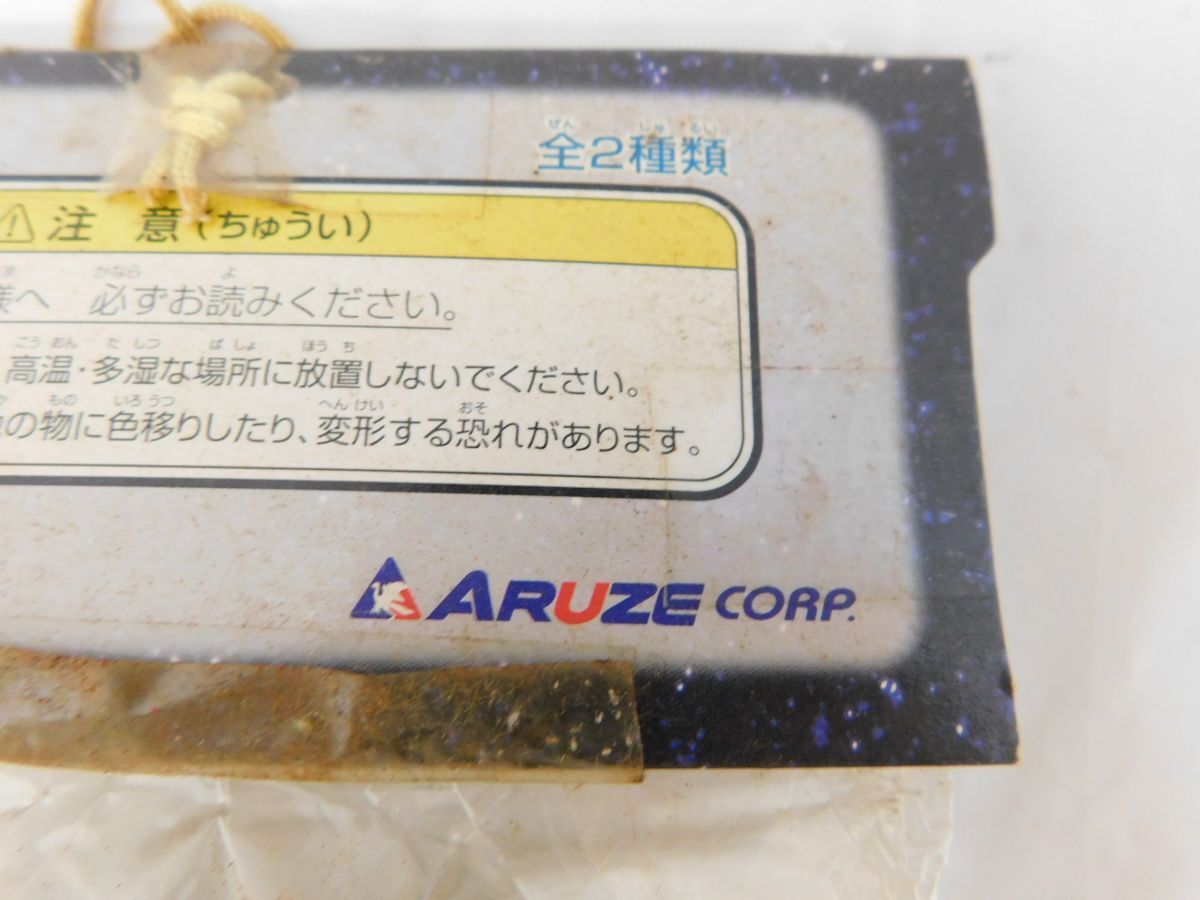 全2種類
注 意 (ちゅうい)
様へ 必ずお読みください。
高温・多湿な場所に放置しないでください。
の物に色移りしたり、変形する恐れがあります。
ARUZE CORP.